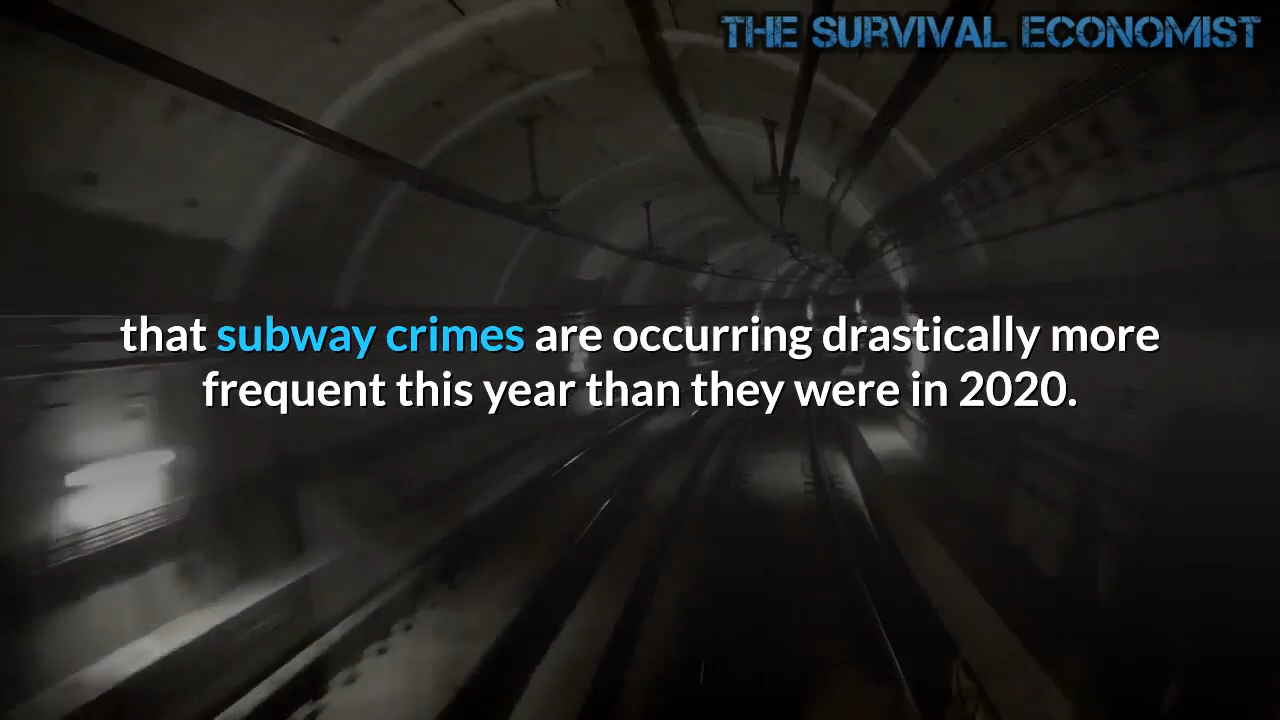 THE SURVIVAL ECONOMIST
that subway crimes are occurring drastically more
frequent this year than they were in 2020.